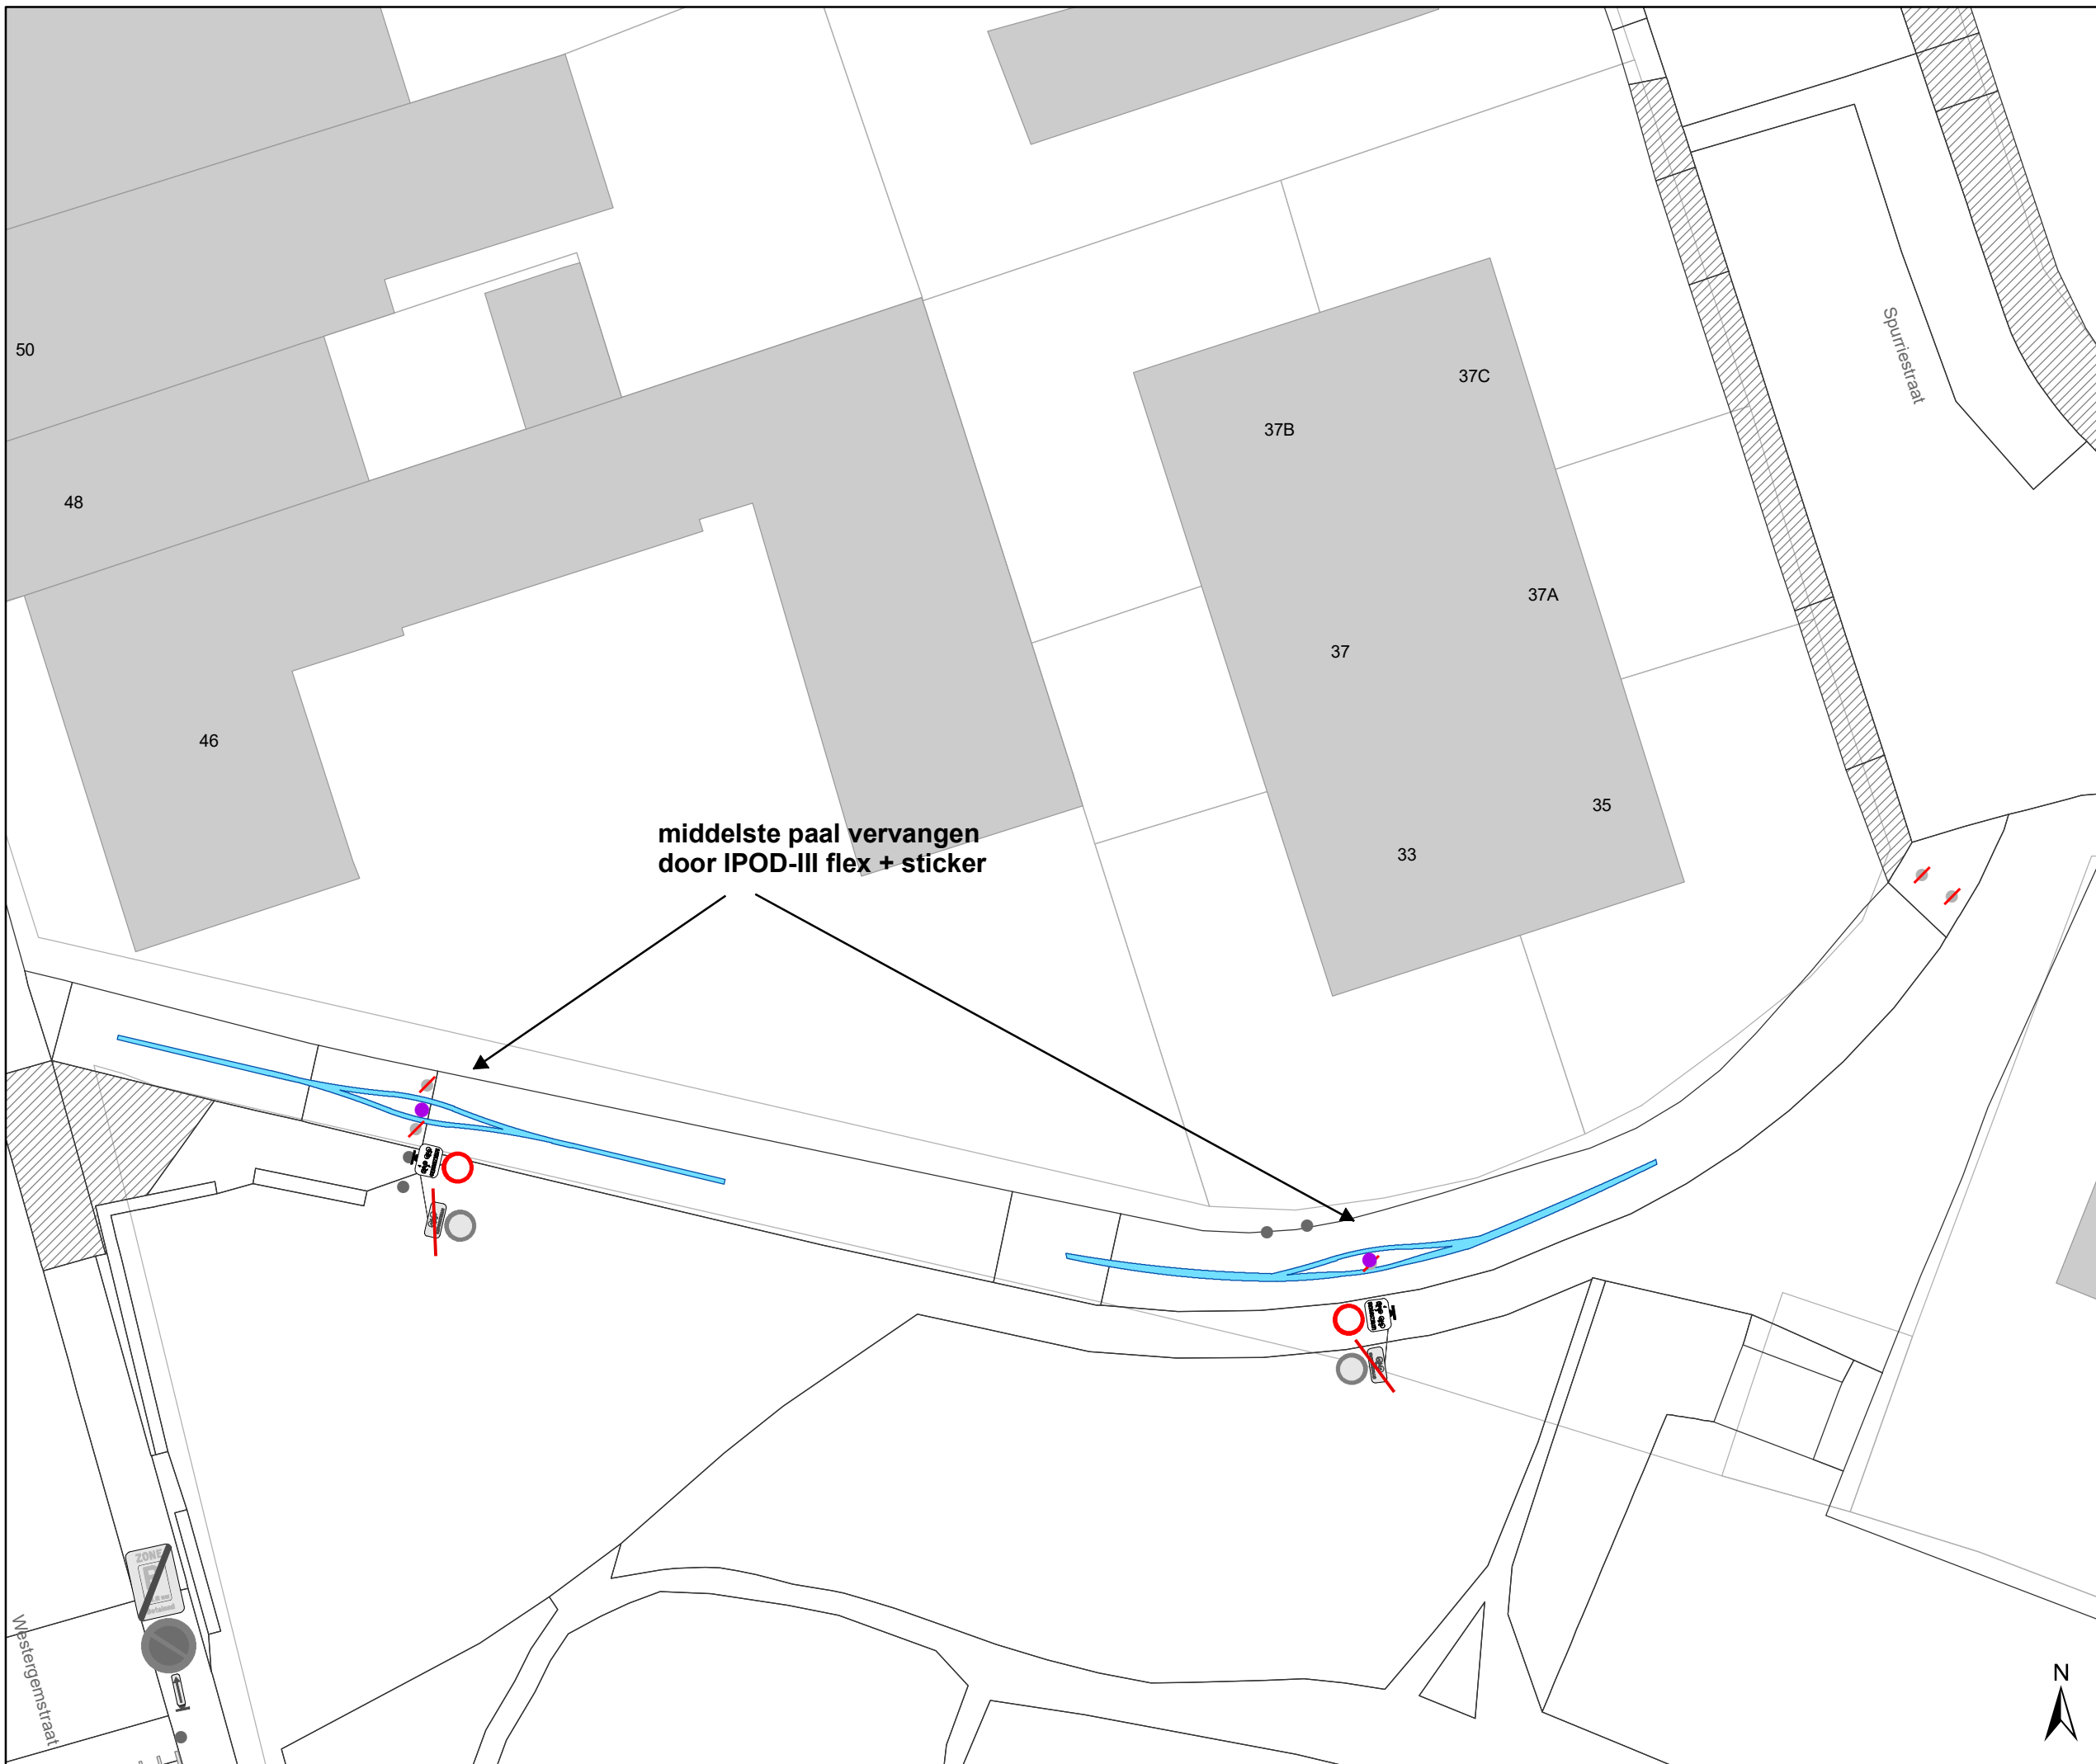 Spurriestraat
50
37C
37B
48
37A
37
46
35
middelste paal vervangen
door IPOD-III flex + sticker
33
ZONE
Westergemstraat
N